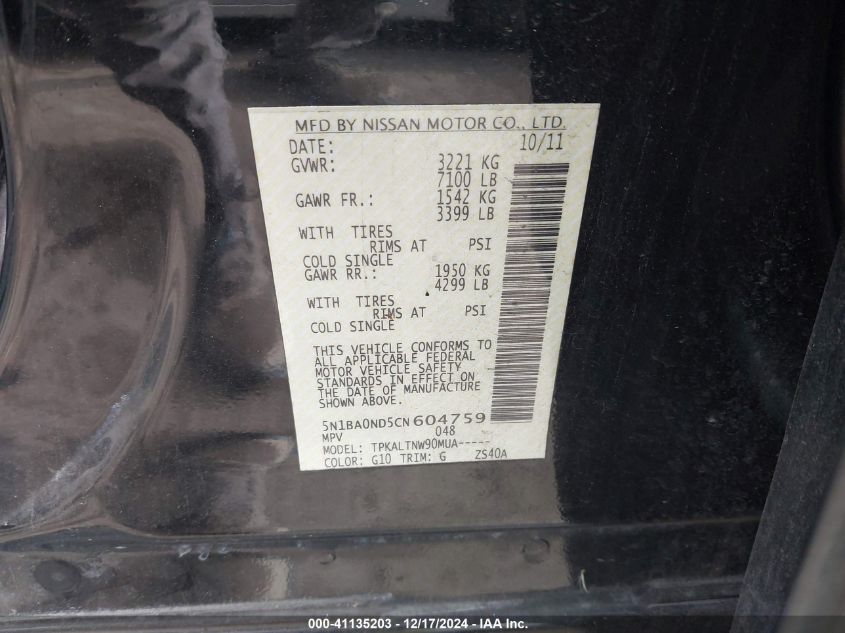 MFD BY NISSAN MOTOR CO., LTD.
DATE: 10/11
GVWR: 3221 KG
7100 LB
GAWR FR.: 1542 KG
3399 LB
WITH TIRES
RIMS AT PSI
COLD SINGLE
GAWR RR.: 1950 KG
4299 LB
WITH TIRES
RIMS AT PSI
COLD SINGLE
THIS VEHICLE CONFORMS TO
ALL APPLICABLE FEDERAL
MOTOR VEHICLE SAFETY
STANDARDS IN EFFECT ON
THE DATE OF MANUFACTURE
SHOWN ABOVE.
5N1BA0ND5CN604759
MPV 048
MODEL: TPKALTNW90MUA-----
COLOR: G10 TRIM: G ZS40A
000-41135203 - 12/17/2024 - IAA Inc.